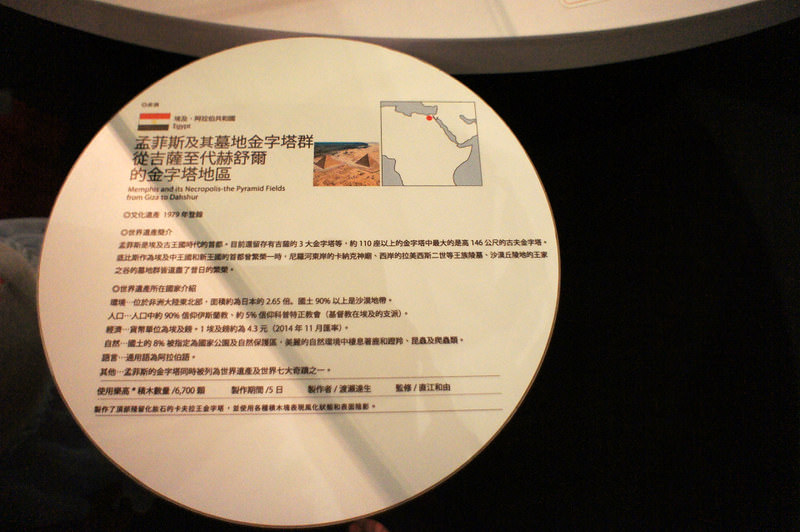 埃及．阿拉伯共和國
Egypt
孟菲斯及其墓地金字塔群
從吉薩至代赫舒爾
的金字塔地區
Memphis and its Necropolis-the Pyramid Fields
from Giza to Dahshur
◎文化遺產 1979 年登錄
◎世界遺產簡介
孟菲斯是埃及古王國時代的首都。目前還留存有吉薩的 3 大金字塔等，約 110 座以上的金字塔中最大的是高 146 公尺的古夫金字塔。
底比斯作為埃及中王國和新王國的首都曾繁榮一時，尼羅河東岸的卡納克神廟、西岸的拉美西斯二世等王族陵墓、沙漠丘陵地的王家
之谷的墓地群皆遺留了昔日的繁榮。
◎世界遺產所在國家介紹
環境…位於非洲大陸東北部，面積約為日本的 2.65 倍。國土 90% 以上是沙漠地帶。
人口…人口中約 90% 信仰伊斯蘭教、約 5% 信仰科普特正教會（基督教在埃及的支派）。
經濟…貨幣單位為埃及鎊。1 埃及鎊約為 4.3 元（2014 年 11 月匯率）。
自然…國土的 8% 被指定為國家公園及自然保護區，美麗的自然環境中棲息著鹿和蹬羚、昆蟲及爬蟲類。
語言…通用語為阿拉伯語。
其他…孟菲斯的金字塔同時被列為世界遺產及世界七大奇蹟之一。
使用樂高 * 積木數量 /6,700 顆 製作期間 /5 日 製作者 / 渡瀨達生 監修 / 直江和由
製作了頂部殘留化妝石的卡夫拉王金字塔，並使用各種積木塊表現風化狀態和表面陰影。